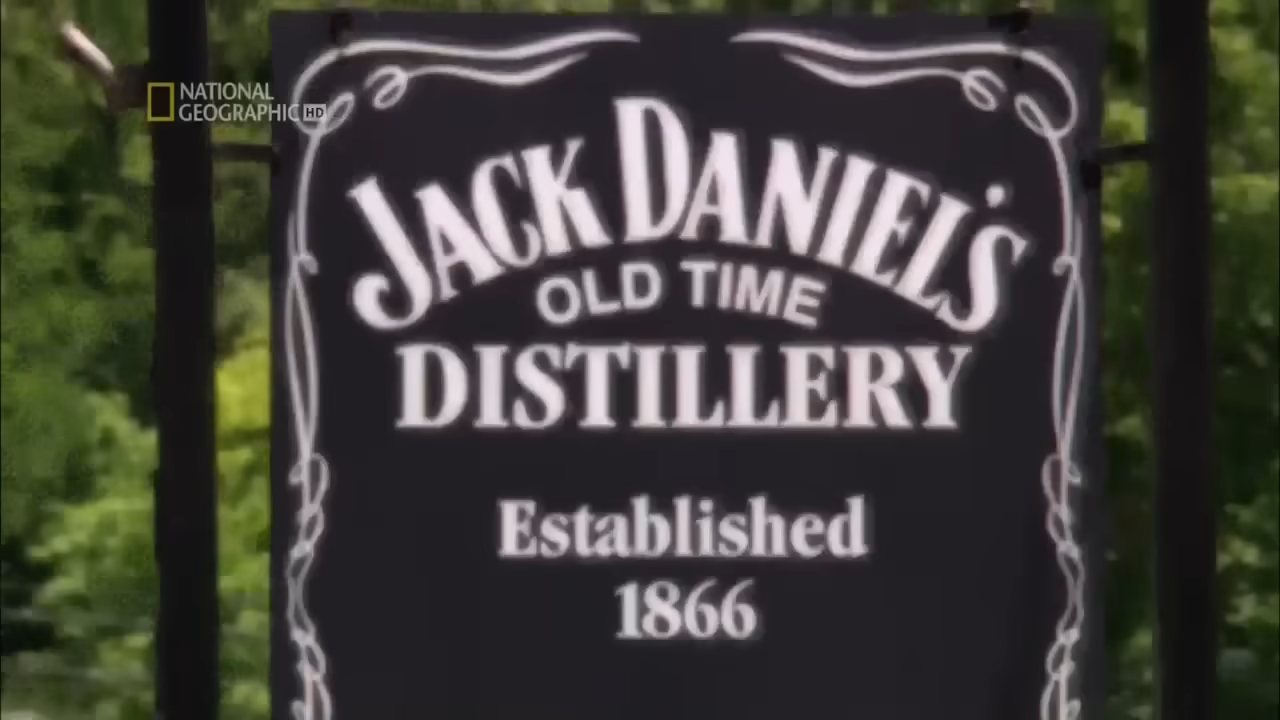 NATIONAL
GEOGRAPHIC HD
JACK DANIEL'S
OLD TIME
DISTILLERY
Established
1866